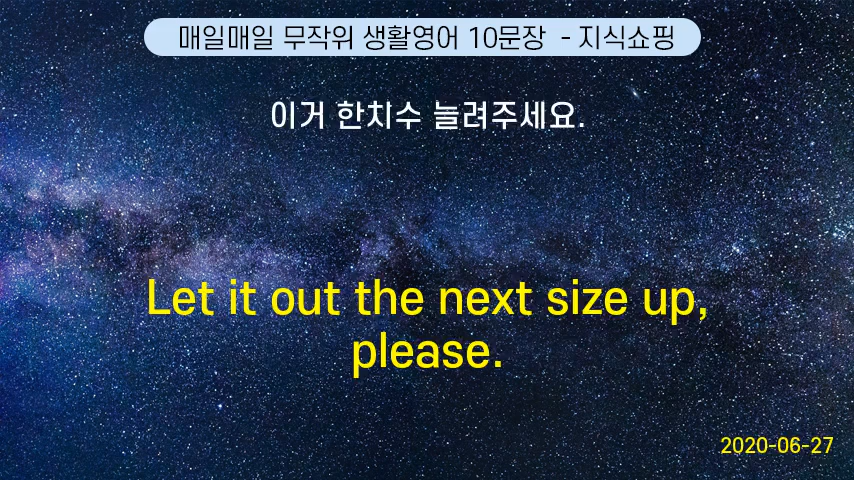 매일매일 무작위 생활영어 10문장 - 지식쇼핑
이거 한치수 늘려주세요.
Let it out the next size up,
please.
2020-06-27